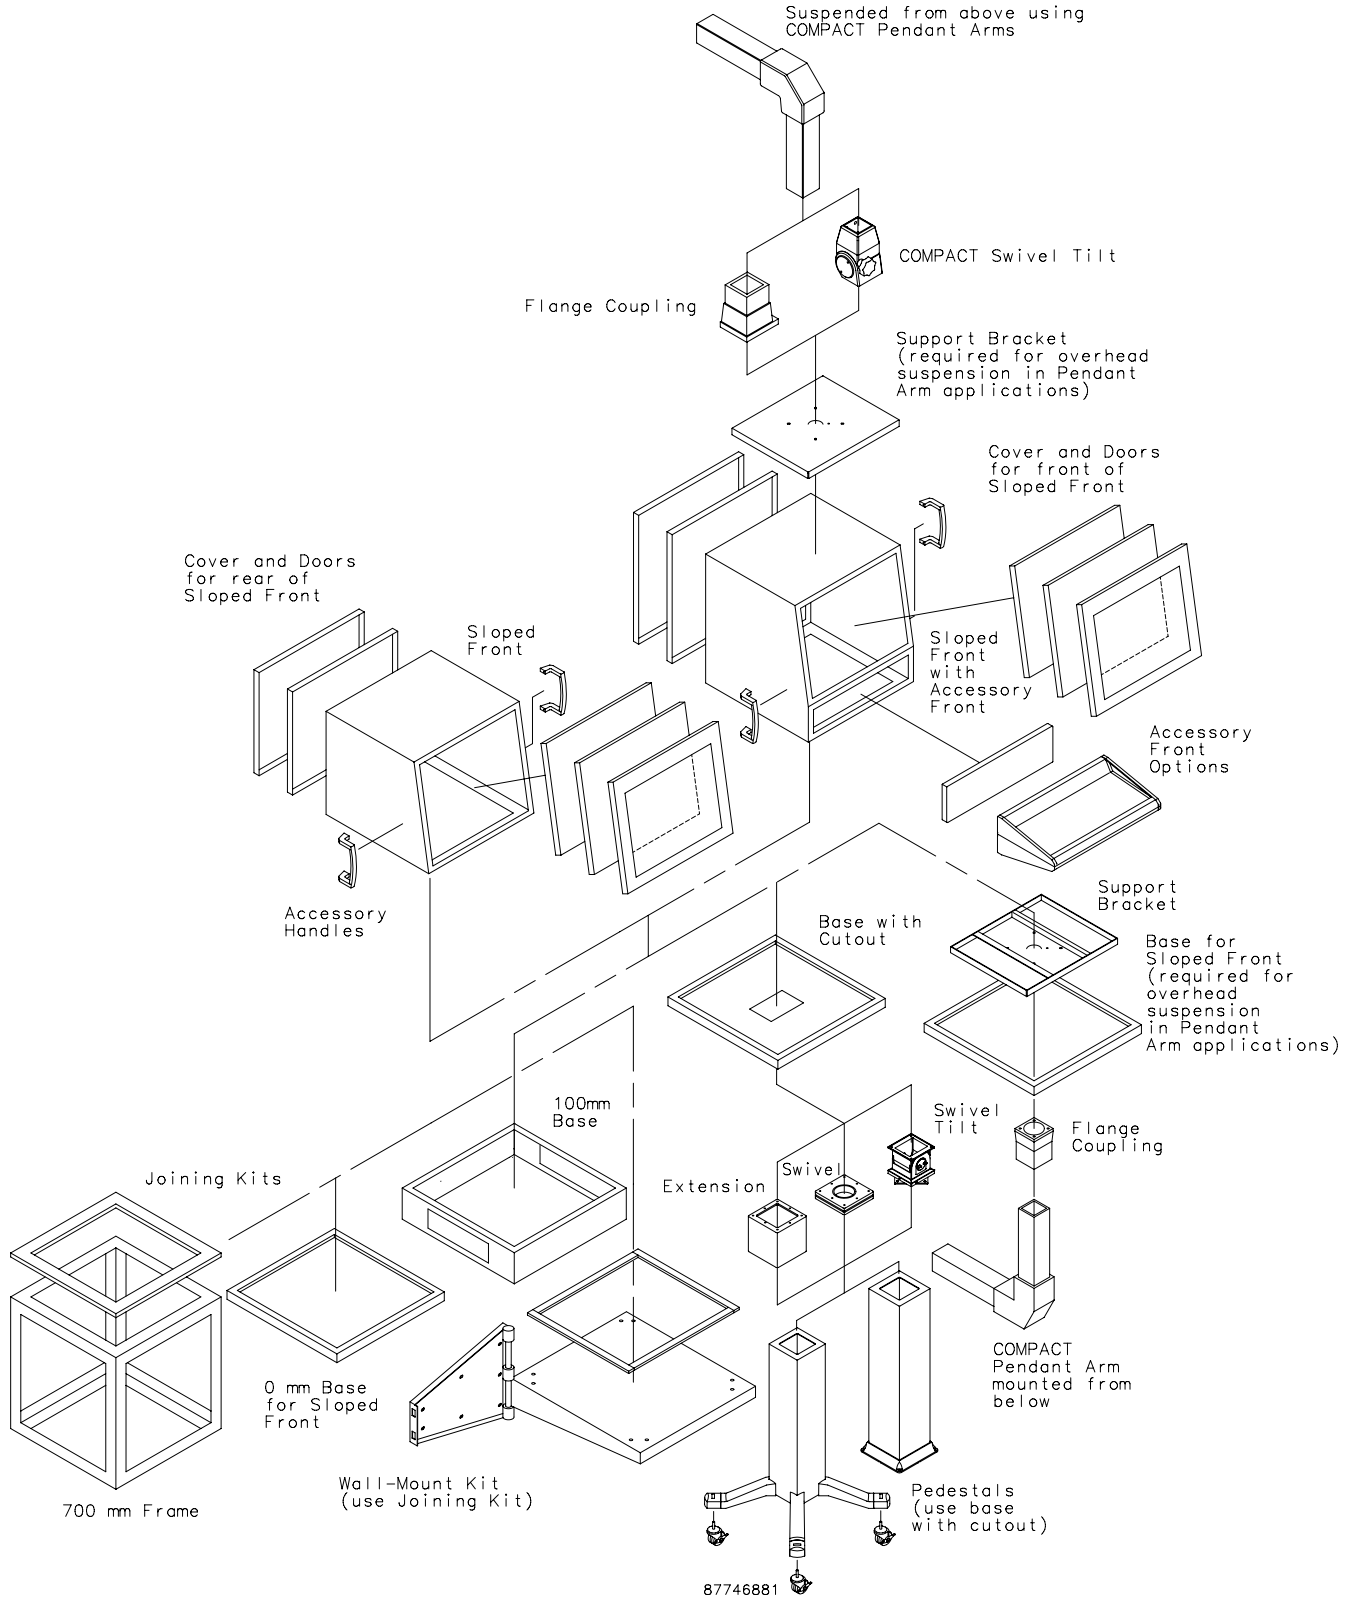 Suspended from above using
COMPACT Pendant Arms
COMPACT Swivel Tilt
Flange Coupling
Support Bracket
(required for overhead
suspension in Pendant
Arm applications)
Cover and Doors
for front of
Sloped Front
Cover and Doors
for rear of
Sloped Front
Sloped
Front
Sloped
Front
with
Accessory
Front
Accessory
Front
Options
Accessory
Handles
Support
Bracket
Base with
Cutout
Base for
Sloped Front
(required for
overhead
suspension
in Pendant
Arm applications)
100mm
Base
Swivel
Tilt
Flange
Coupling
Joining Kits
Swivel
Extension
COMPACT
Pendant Arm
mounted from
below
0 mm Base
for Sloped
Front
Wall-Mount Kit
(use Joining Kit)
Pedestals
(use base
with cutout)
700 mm Frame
87746881